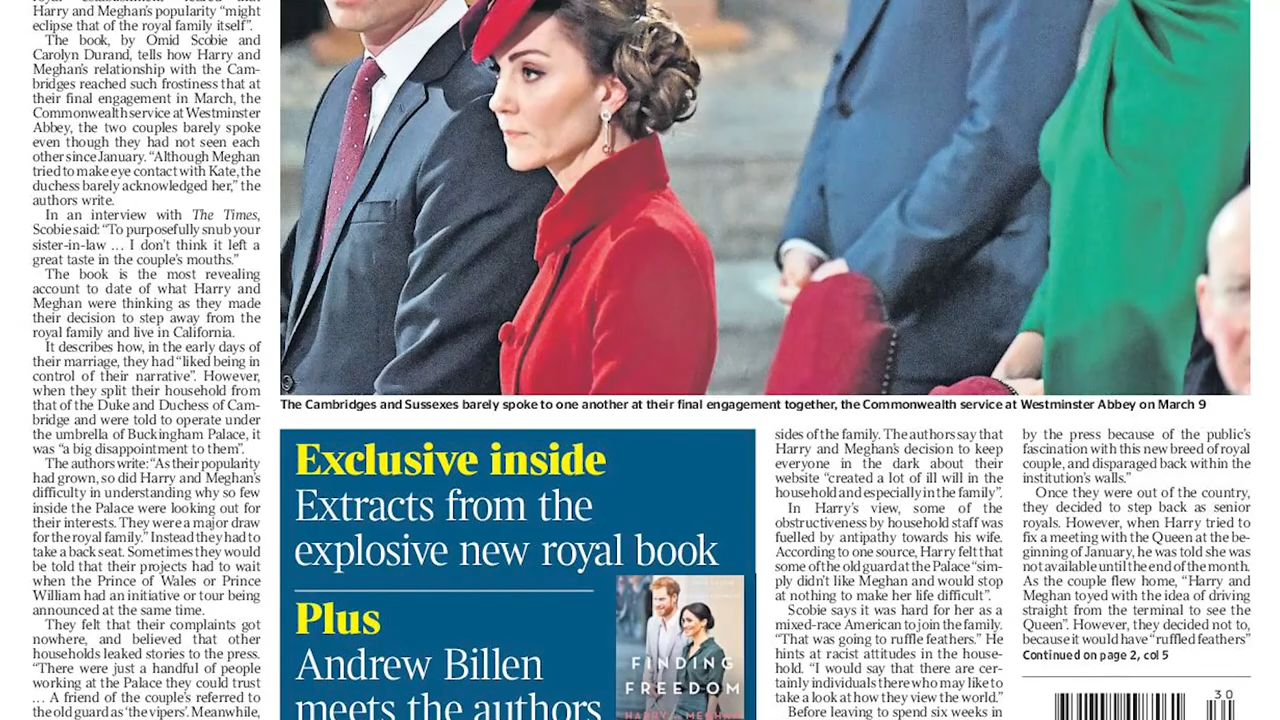 Harry and Meghan's popularity "might
eclipse that of the royal family itself".
The book, by Omid Scobie and
Carolyn Durand, tells how Harry and
Meghan's relationship with the Cam-
bridges reached such frostiness that at
their final engagement in March, the
Commonwealth service at Westminster
Abbey, the two couples barely spoke
even though they had not seen each
other since January. "Although Meghan
tried to make eye contact with Kate, the
duchess barely acknowledged her," the
authors write.
In an interview with The Times,
Scobie said: "To purposefully snub your
sister-in-law ... I don't think it left a
great taste in the couple's mouths."
The book is the most revealing
account to date of what Harry and
Meghan were thinking as they made
their decision to step away from the
royal family and live in California.
It describes how, in the early days of
their marriage, they had "liked being in
control of their narrative". However,
when they split their household from
that of the Duke and Duchess of Cam-
bridge and were told to operate under
the umbrella of Buckingham Palace, it
was "a big disappointment to them".
The authors write: "As their popularity
had grown, so did Harry and Meghan's
difficulty in understanding why so few
inside the Palace were looking out for
their interests. They were a major draw
for the royal family." Instead they had to
take a back seat. Sometimes they would
be told that their projects had to wait
when the Prince of Wales or Prince
William had an initiative or tour being
announced at the same time.
They felt that their complaints got
nowhere, and believed that other
households leaked stories to the press.
"There were just a handful of people
working at the Palace they could trust
... A friend of the couple's referred to
the old guard as 'the vipers'. Meanwhile,
The Cambridges and Sussexes barely spoke to one another at their final engagement together, the Commonwealth service at Westminster Abbey on March 9
Exclusive inside
Extracts from the
explosive new royal book
Plus
Andrew Billen
meets the authors
FINDING
FREEDOM
HARRY MEGHAN
sides of the family. The authors say that
Harry and Meghan's decision to keep
everyone in the dark about their
website "created a lot of ill will in the
household and especially in the family".
In Harry's view, some of the
obstructiveness by household staff was
fuelled by antipathy towards his wife.
According to one source, Harry felt that
some of the old guard at the Palace "sim-
ply didn't like Meghan and would stop
at nothing to make her life difficult".
Scobie says it was hard for her as a
mixed-race American to join the family.
"That was going to ruffle feathers." He
hints at racist attitudes in the house-
hold. "I would say that there are cer-
tainly individuals there who may like to
take a look at how they view the world."
Before leaving to spend six weeks in
by the press because of the public's
fascination with this new breed of royal
couple, and disparaged back within the
institution's walls."
Once they were out of the country,
they decided to step back as senior
royals. However, when Harry tried to
fix a meeting with the Queen at the be-
ginning of January, he was told she was
not available until the end of the month.
As the couple flew home, "Harry and
Meghan toyed with the idea of driving
straight from the terminal to see the
Queen". However, they decided not to,
because it would have "ruffled feathers"
Continued on page 2, col 5
30